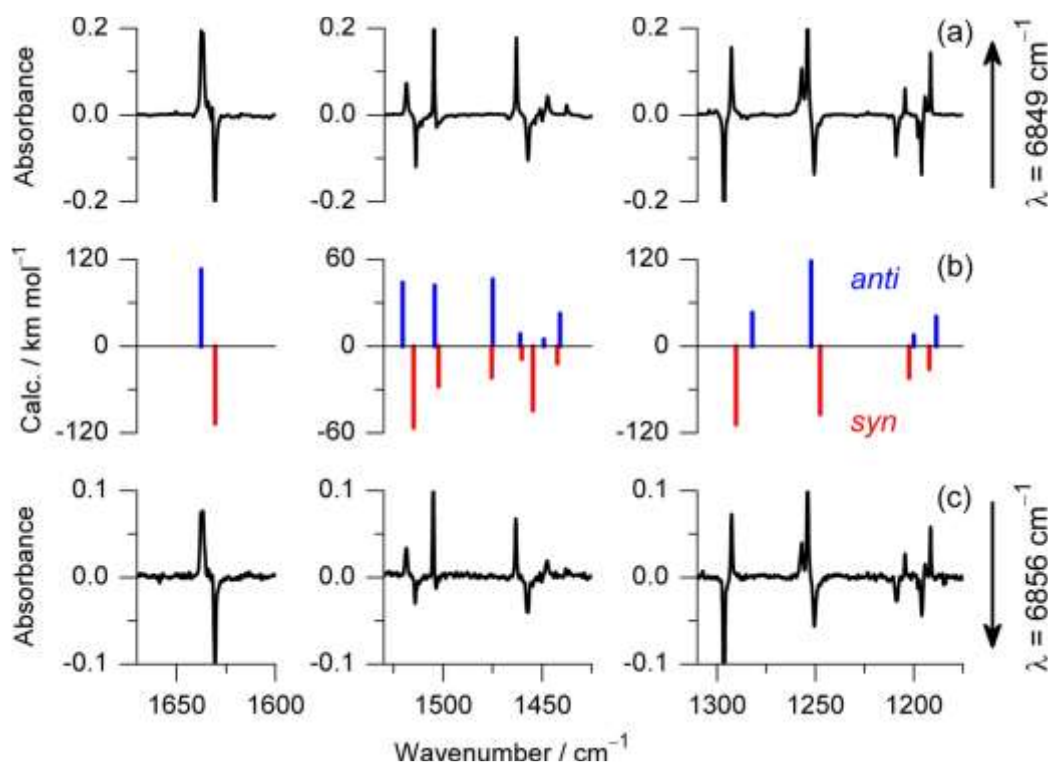 Absorbance
0.2
0.0
-0.2
0.2
0.0
-0.2
0.2
0.0
-0.2
(a)
λ = 6849 cm⁻¹
Calc. / km mol⁻¹
120
0
-120
60
0
-60
120
0
-120
anti
syn
(b)
Absorbance
0.1
0.0
-0.1
0.1
0.0
-0.1
0.1
0.0
-0.1
(c)
λ = 6856 cm⁻¹
1650 1600 1500 1450 1300 1250 1200
Wavenumber / cm⁻¹